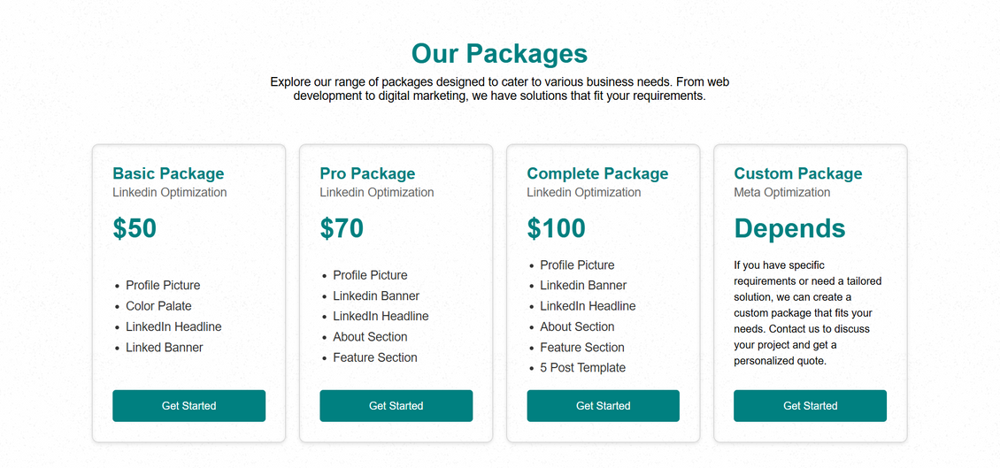 Our Packages
Explore our range of packages designed to cater to various business needs. From web
development to digital marketing, we have solutions that fit your requirements.
Basic Package
Linkedin Optimization
$50
Profile Picture
Color Palate
LinkedIn Headline
Linked Banner
Get Started
Pro Package
Linkedin Optimization
$70
Profile Picture
Linkedin Banner
LinkedIn Headline
About Section
Feature Section
Get Started
Complete Package
Linkedin Optimization
$100
Profile Picture
Linkedin Banner
LinkedIn Headline
About Section
Feature Section
5 Post Template
Get Started
Custom Package
Meta Optimization
Depends
If you have specific
requirements or need a tailored
solution, we can create a
custom package that fits your
needs. Contact us to discuss
your project and get a
personalized quote.
Get Started